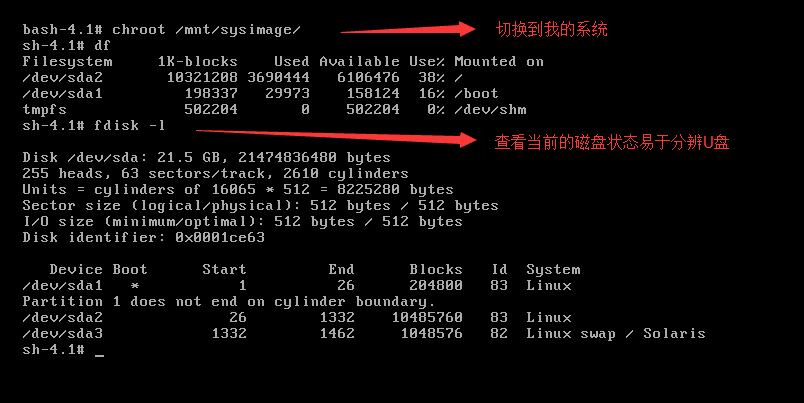 bash-4.1# chroot /mnt/sysimage/ 切换到我的系统
sh-4.1# df
Filesystem 1K-blocks Used Available Use% Mounted on
/dev/sda2 10321208 3690444 6106476 38% /
/dev/sda1 198337 29973 158124 16% /boot
tmpfs 502204 0 502204 0% /dev/shm
sh-4.1# fdisk -l
查看当前的磁盘状态易于分辨U盘
Disk /dev/sda: 21.5 GB, 21474836480 bytes
255 heads, 63 sectors/track, 2610 cylinders
Units = cylinders of 16065 * 512 = 8225280 bytes
Sector size (logical/physical): 512 bytes / 512 bytes
I/O size (minimum/optimal): 512 bytes / 512 bytes
Disk identifier: 0x0001ce63
Device Boot Start End Blocks Id System
/dev/sda1 * 1 26 204800 83 Linux
Partition 1 does not end on cylinder boundary.
/dev/sda2 26 1332 10485760 83 Linux
/dev/sda3 1332 1462 1048576 82 Linux swap / Solaris
sh-4.1# _